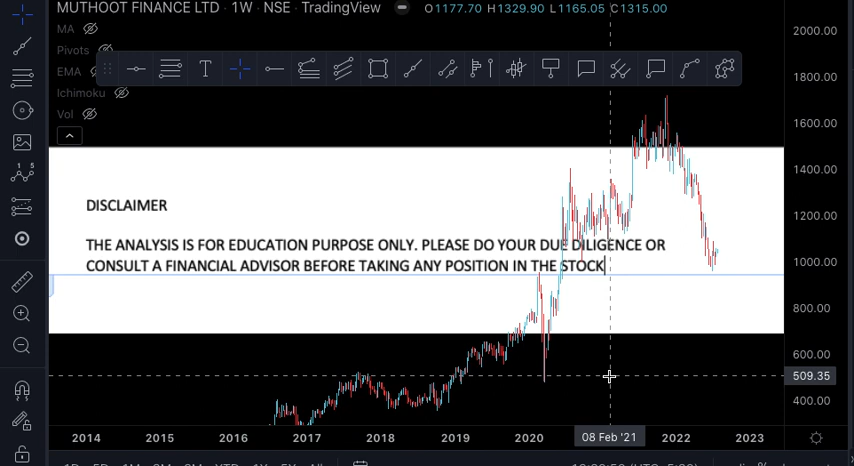 MUTHOOT FINANCE LTD · 1W · NSE · TradingView O1177.70 H1329.90 L1165.05 C1315.00
MA
Pivots
EMA
Ichimoku
Vol
DISCLAIMER
THE ANALYSIS IS FOR EDUCATION PURPOSE ONLY. PLEASE DO YOUR DUE DILIGENCE OR
CONSULT A FINANCIAL ADVISOR BEFORE TAKING ANY POSITION IN THE STOCK
2000.00
1800.00
1600.00
1400.00
1200.00
1000.00
800.00
600.00
509.35
400.00
2014 2015 2016 2017 2018 2019 2020 08 Feb '21 2022 2023